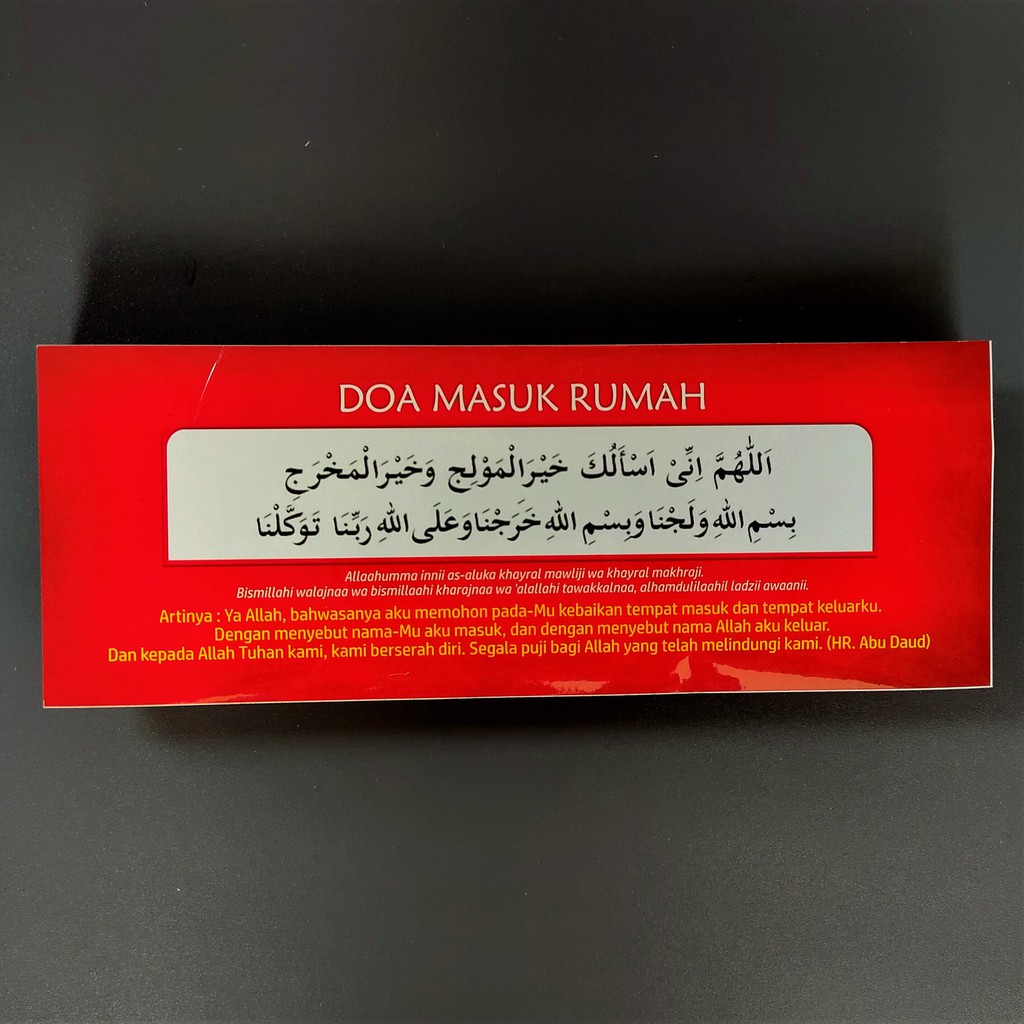 DOA MASUK RUMAH
اَللّٰهُمَّ اِنِّىْ اَسْأَلُكَ خَيْرَالْمَوْلِجِ وَخَيْرَالْمَخْرَجِ
بِسْمِ اللهِ وَلَجْنَا وَبِسْمِ اللهِ خَرَجْنَا وَعَلَى اللهِ رَبِّنَا تَوَكَّلْنَا
Allaahumma innii as-aluka khayral mawliji wa khayral makhraji.
Bismillahi walajnaa wa bismillaahi kharajnaa wa 'alallahi tawakkalnaa, alhamdulilaahil ladzii awaanii.
Artinya : Ya Allah, bahwasanya aku memohon pada-Mu kebaikan tempat masuk dan tempat keluarku.
Dengan menyebut nama-Mu aku masuk, dan dengan menyebut nama Allah aku keluar.
Dan kepada Allah Tuhan kami, kami berserah diri. Segala puji bagi Allah yang telah melindungi kami. (HR. Abu Daud)